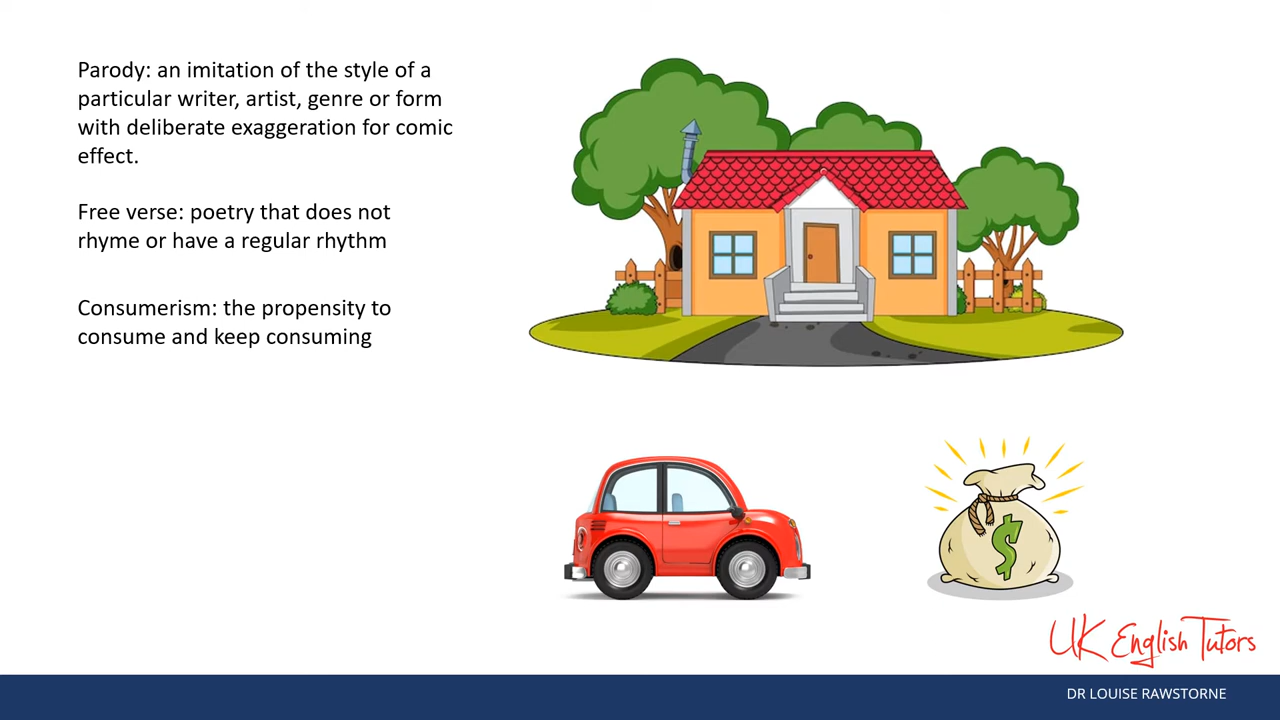 Parody: an imitation of the style of a
particular writer, artist, genre or form
with deliberate exaggeration for comic
effect.
Free verse: poetry that does not
rhyme or have a regular rhythm
Consumerism: the propensity to
consume and keep consuming
$
UK English Tutors
DR LOUISE RAWSTORNE